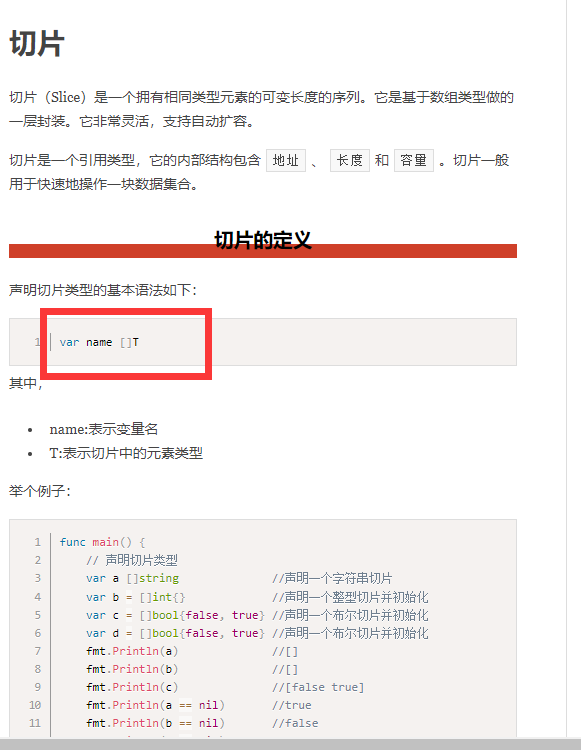 切片
切片（Slice）是一个拥有相同类型元素的可变长度的序列。它是基于数组类型做的
一层封装。它非常灵活，支持自动扩容。
切片是一个引用类型，它的内部结构包含 地址 、 长度 和 容量 。切片一般
用于快速地操作一块数据集合。
切片的定义
声明切片类型的基本语法如下：
1 var name []T
其中，
• name:表示变量名
• T:表示切片中的元素类型
举个例子：
1 func main() {
2 // 声明切片类型
3 var a []string //声明一个字符串切片
4 var b = []int{} //声明一个整型切片并初始化
5 var c = []bool{false, true} //声明一个布尔切片并初始化
6 var d = []bool{false, true} //声明一个布尔切片并初始化
7 fmt.Println(a) //[]
8 fmt.Println(b) //[]
9 fmt.Println(c) //[false true]
10 fmt.Println(a == nil) //true
11 fmt.Println(b == nil) //false